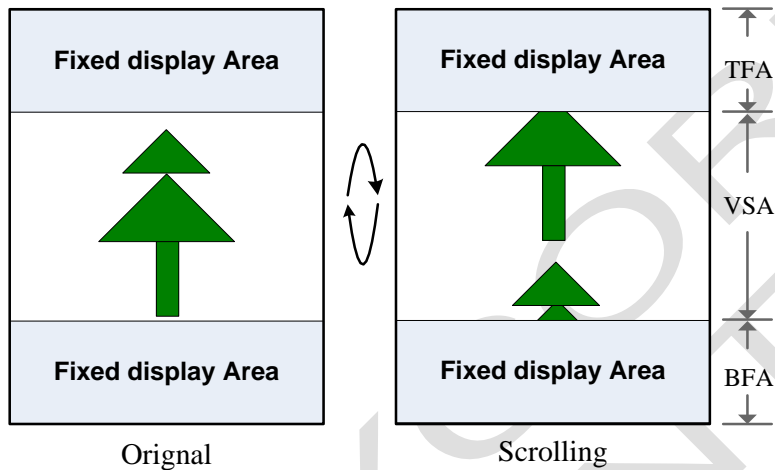 Fixed display Area
Fixed display Area
TFA
VSA
Fixed display Area
Fixed display Area
BFA
Orignal
Scrolling